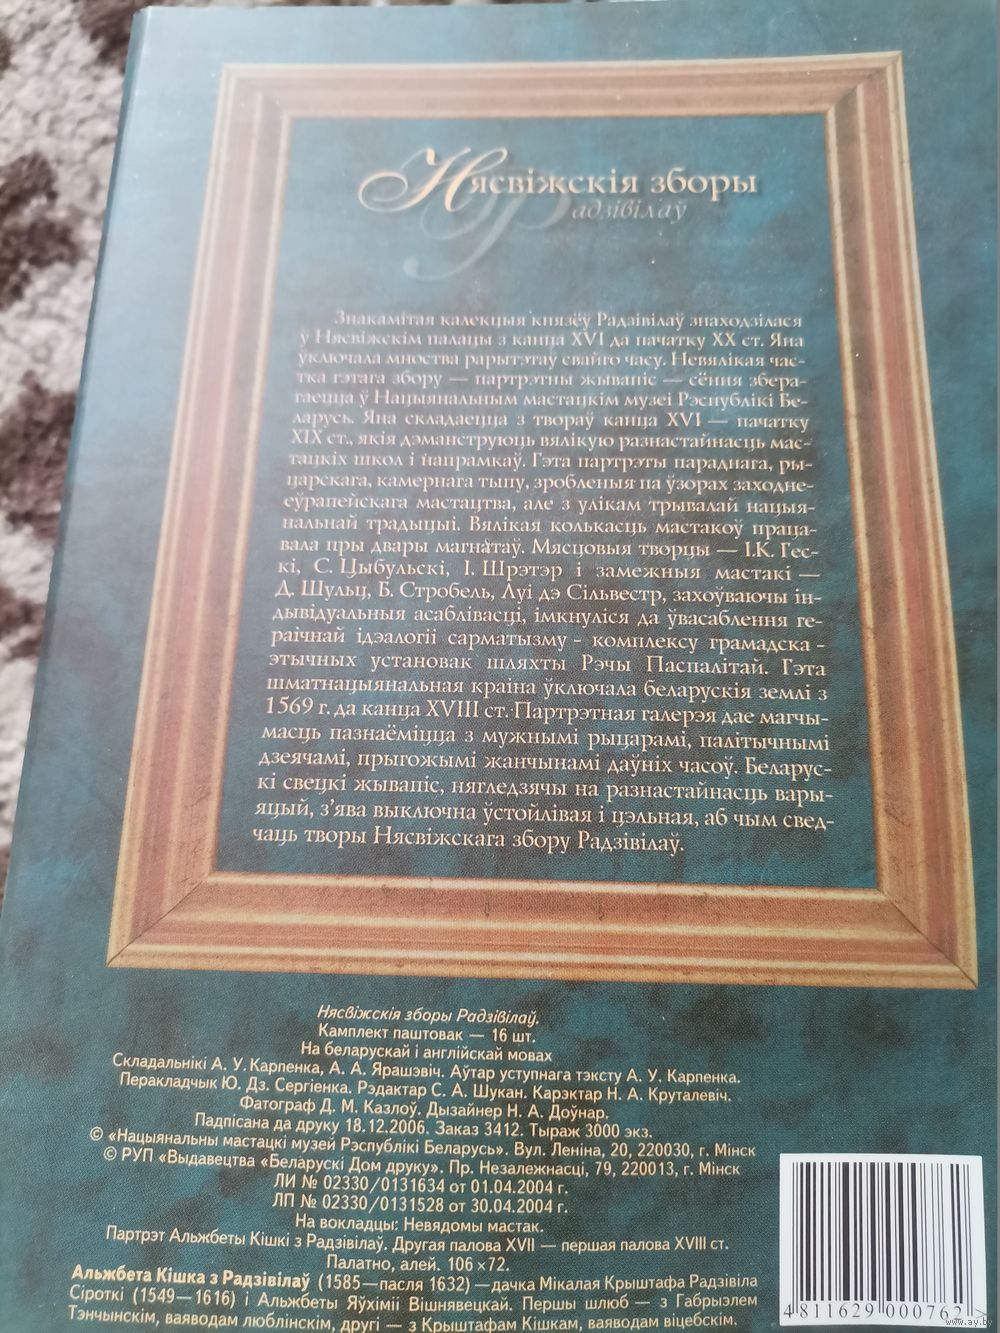 Нясвіжскія зборы
Радзівілаў
Знакамітая калекцыя князёў Радзівілаў знаходзілася
ў Нясвіжскім палацы з канца XVI да пачатку XX ст. Яна
ўключала мноства рарытэтаў свайго часу. Невялікая час-
тка гэтага збору — партрэтны жывапіс — сёння збера-
гаецца ў Нацыянальным мастацкім музеі Рэспублікі Бе-
ларусь. Яна складаецца з твораў канца XVI — пачатку
XIX ст., якія дэманструюць вялікую разнастайнасць мас-
тацкіх школ і напрамкаў. Гэта партрэты параднага, ры-
царскага, камернага тыпу, зробленыя па ўзорах заходне-
еўрапейскага мастацтва, але з улікам трывалай нацыя-
нальнай традыцыі. Вялікая колькасць мастакоў праца-
вала пры двары магнатаў. Мясцовыя творцы — І.К. Гес-
кі, С. Цыбульскі, І. Шрэтэр і замежныя мастакі —
Д. Шульц, Б. Стробель, Луі дэ Сільвестр, захоўваючы ін-
дывідуальныя асаблівасці, імкнуліся да ўвасаблення ге-
раічнай ідэалогіі сарматызму - комплексу грамадска -
этычных установак шляхты Рэчы Паспалітай. Гэта
шматнацыянальная краіна ўключала беларускія землі з
1569 г. да канца XVIII ст. Партрэтная галерэя дае магчы-
масць пазнаёміцца з мужнымі рыцарамі, палітычнымі
дзеячамі, прыгожымі жанчынамі даўніх часоў. Беларус-
кі свецкі жывапіс, нягледзячы на разнастайнасць вары-
яцый, з'ява выключна ўстойлівая і цэльная, аб чым свед-
чаць творы Нясвіжскага збору Радзівілаў.
Нясвіжскія зборы Радзівілаў.
Камплект паштовак — 16 шт.
На беларускай і англійскай мовах
Складальнікі А. У. Карпенка, А. А. Ярашэвіч. Аўтар уступнага тэксту А. У. Карпенка.
Перакладчык Ю. Дз. Сергіенка. Рэдактар С. А. Шукан. Карэктар Н. А. Круталевіч.
Фатограф Д. М. Казлоў. Дызайнер Н. А. Доўнар.
Падпісана да друку 18.12.2006. Заказ 3412. Тыраж 3000 экз.
© «Нацыянальны мастацкі музей Рэспублікі Беларусь». Вул. Леніна, 20, 220030, г. Мінск
© РУП «Выдавецтва «Беларускі Дом друку». Пр. Незалежнасці, 79, 220013, г. Мінск
ЛИ № 02330/0131634 от 01.04.2004 г.
ЛП № 02330/0131528 от 30.04.2004 г.
На вокладцы: Невядомы мастак.
Партрэт Альжбеты Кішкі з Радзівілаў. Другая палова XVII — першая палова XVIII ст.
Палатно, алей. 106×72.
Альжбета Кішка з Радзівілаў (1585—пасля 1632) —дачка Мікалая Крыштафа Радзівіла
Сіроткі (1549—1616) і Альжбеты Яўхіміі Вішнявецкай. Першы шлюб — з Габрыэлем
Тэнчынскім, ваяводам люблінскім, другі — з Крыштафам Кішкам, ваяводам віцебскім.
4 811629 000762
www.ay.by